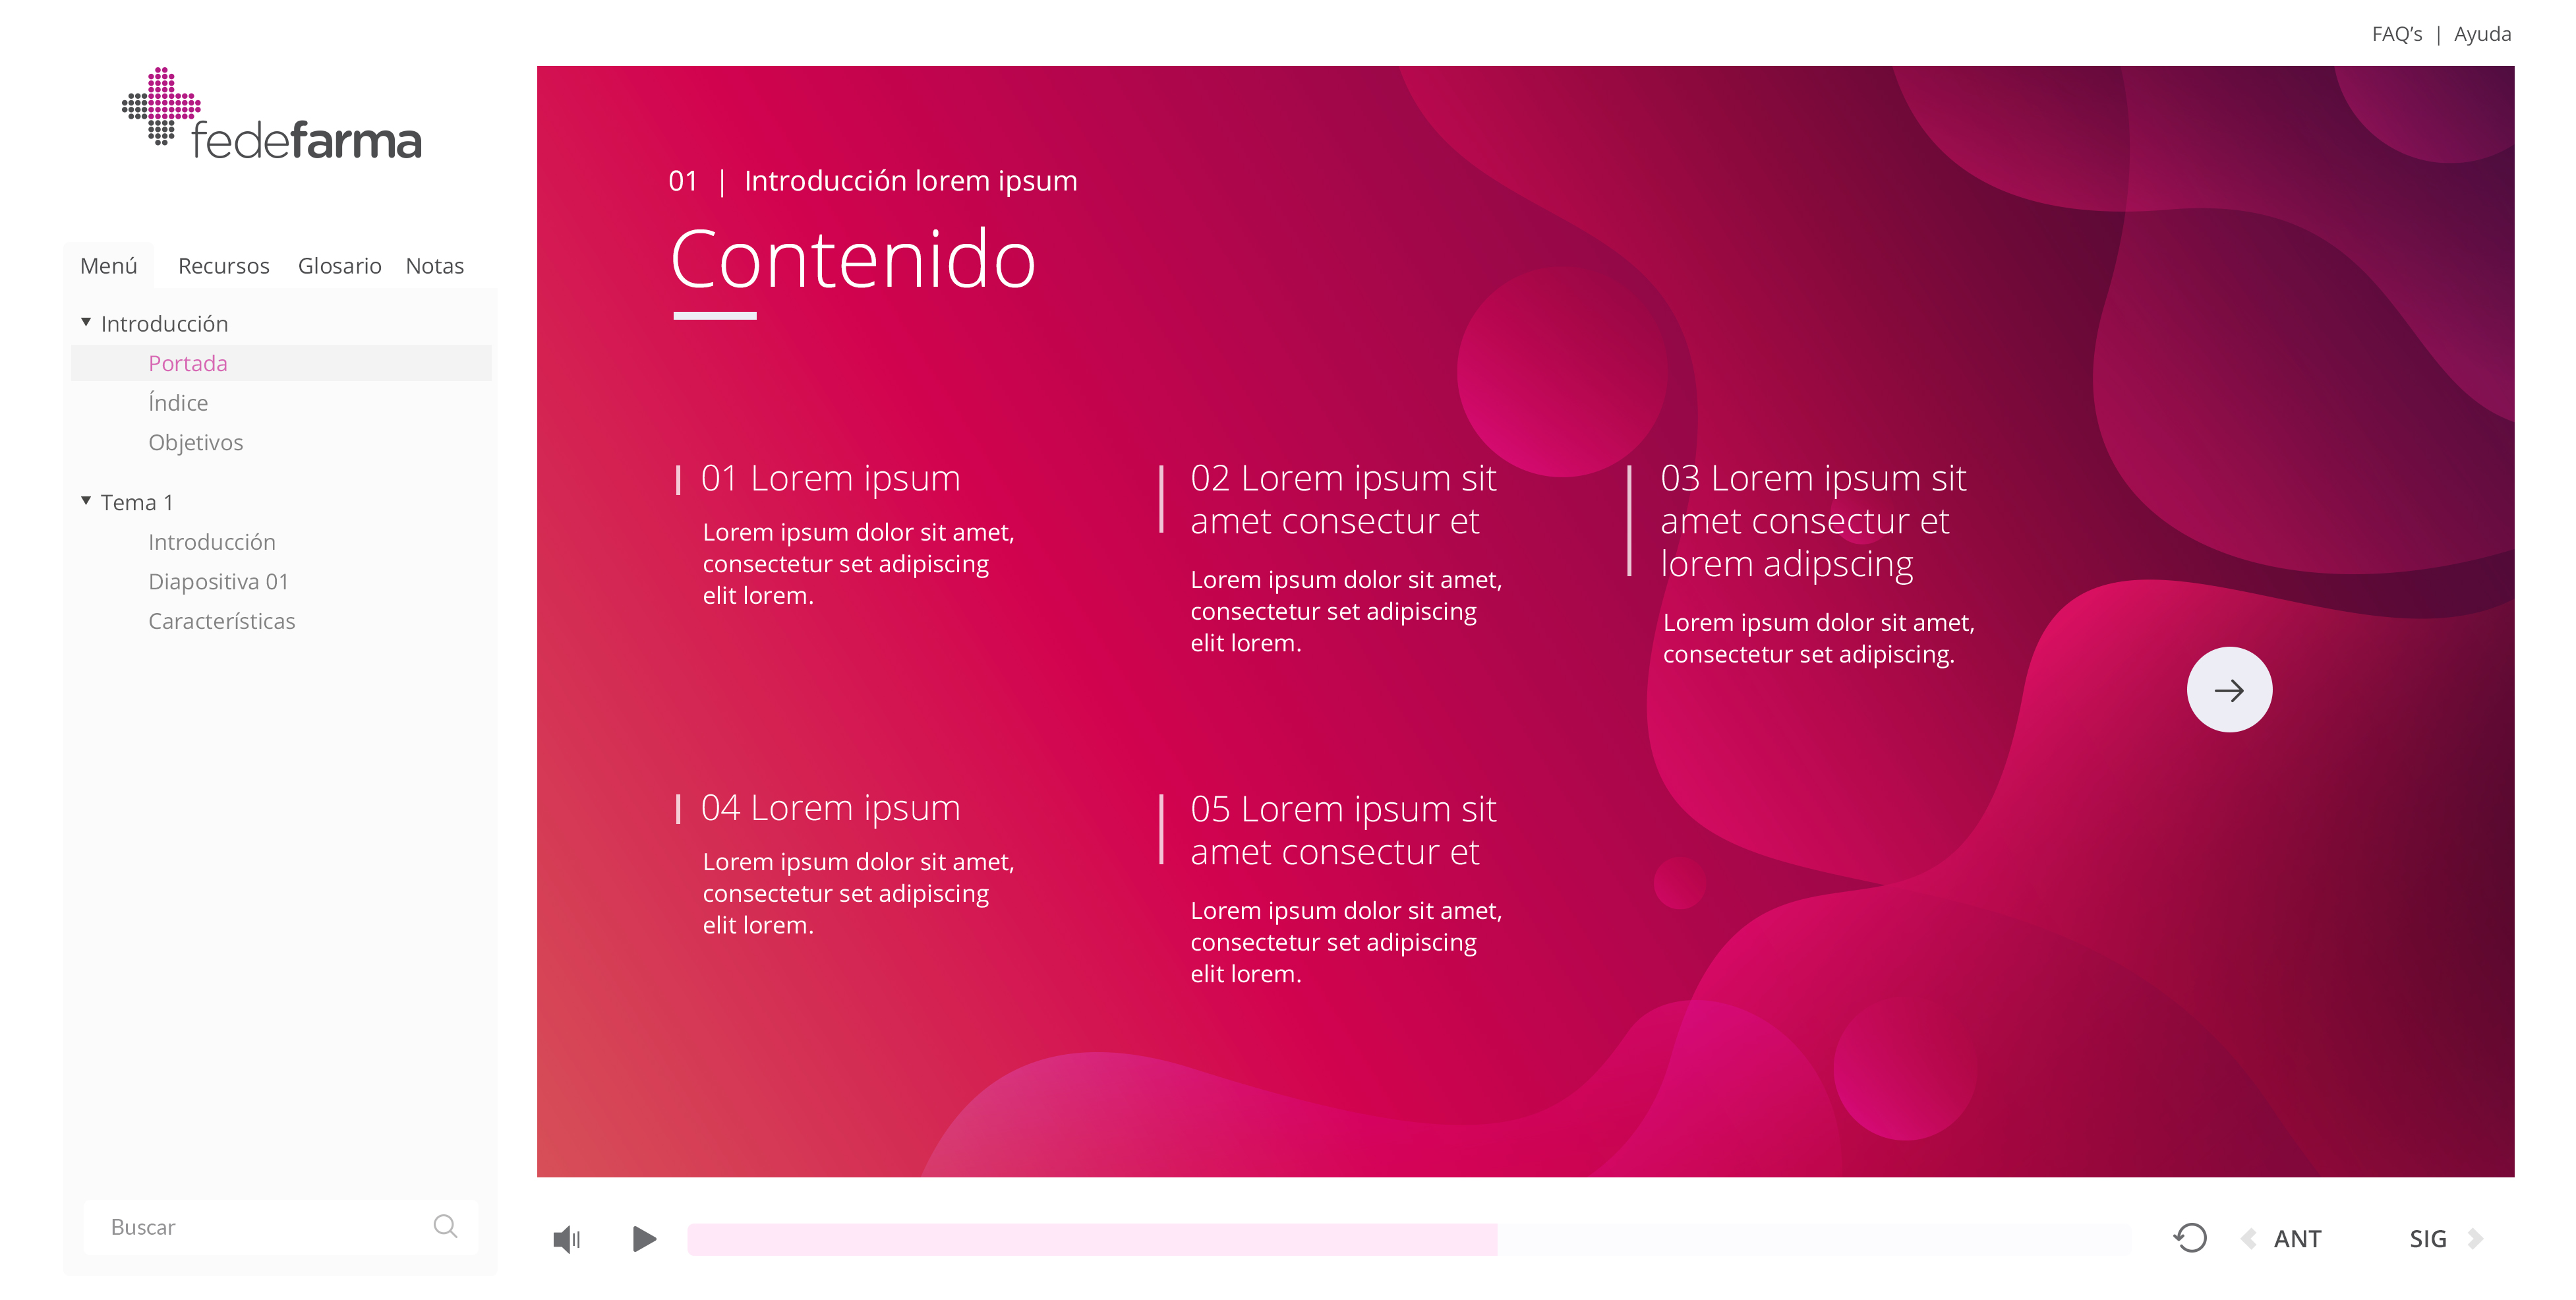 FAQ's | Ayuda
fedefarma
Menú Recursos Glosario Notas
Introducción
Portada
Índice
Objetivos
Tema 1
Introducción
Diapositiva 01
Características
Buscar
01 | Introducción lorem ipsum
Contenido
01 Lorem ipsum
Lorem ipsum dolor sit amet,
consectetur set adipiscing
elit lorem.
02 Lorem ipsum sit
amet consectur et
Lorem ipsum dolor sit amet,
consectetur set adipiscing
elit lorem.
03 Lorem ipsum sit
amet consectur et
lorem adipscing
Lorem ipsum dolor sit amet,
consectetur set adipiscing.
04 Lorem ipsum
Lorem ipsum dolor sit amet,
consectetur set adipiscing
elit lorem.
05 Lorem ipsum sit
amet consectur et
Lorem ipsum dolor sit amet,
consectetur set adipiscing
elit lorem.
ANT SIG